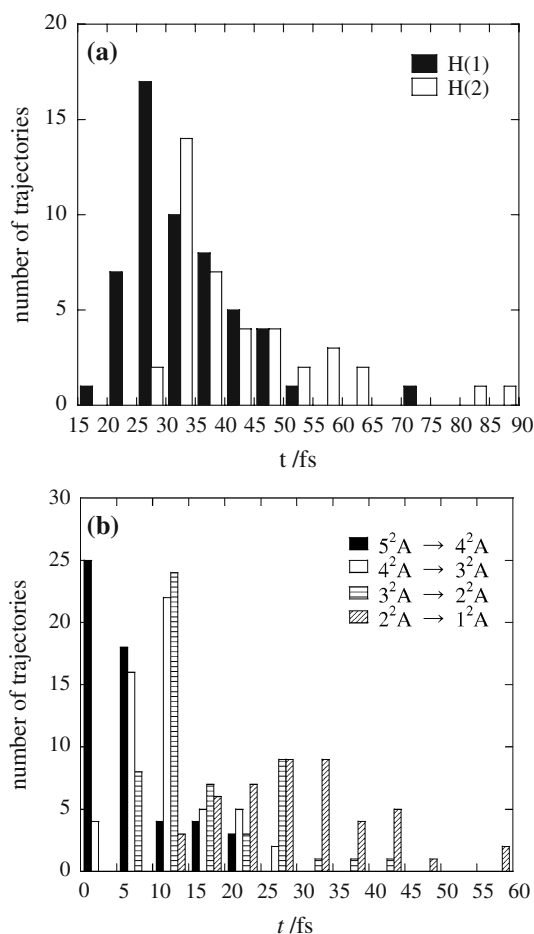 (a)
H(1)
H(2)
number of trajectories
20
15
10
5
0
15 20 25 30 35 40 45 50 55 60 65 70 75 80 85 90
t /fs
(b)
5²A → 4²A
4²A → 3²A
3²A → 2²A
2²A → 1²A
number of trajectories
30
25
20
15
10
5
0
0 5 10 15 20 25 30 35 40 45 50 55 60
t /fs